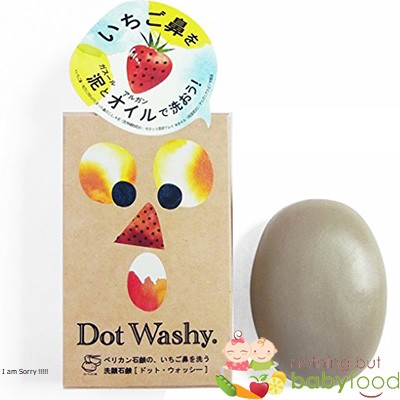 いちご鼻を
ガスール アルガン
泥とオイルで洗おう!
Dot Washy.
ペリカン石鹸の、いちご鼻を洗う
洗顔石鹸[ドット・ウォッシー]
I am Sorry !!!!!
nothing but
babyfood